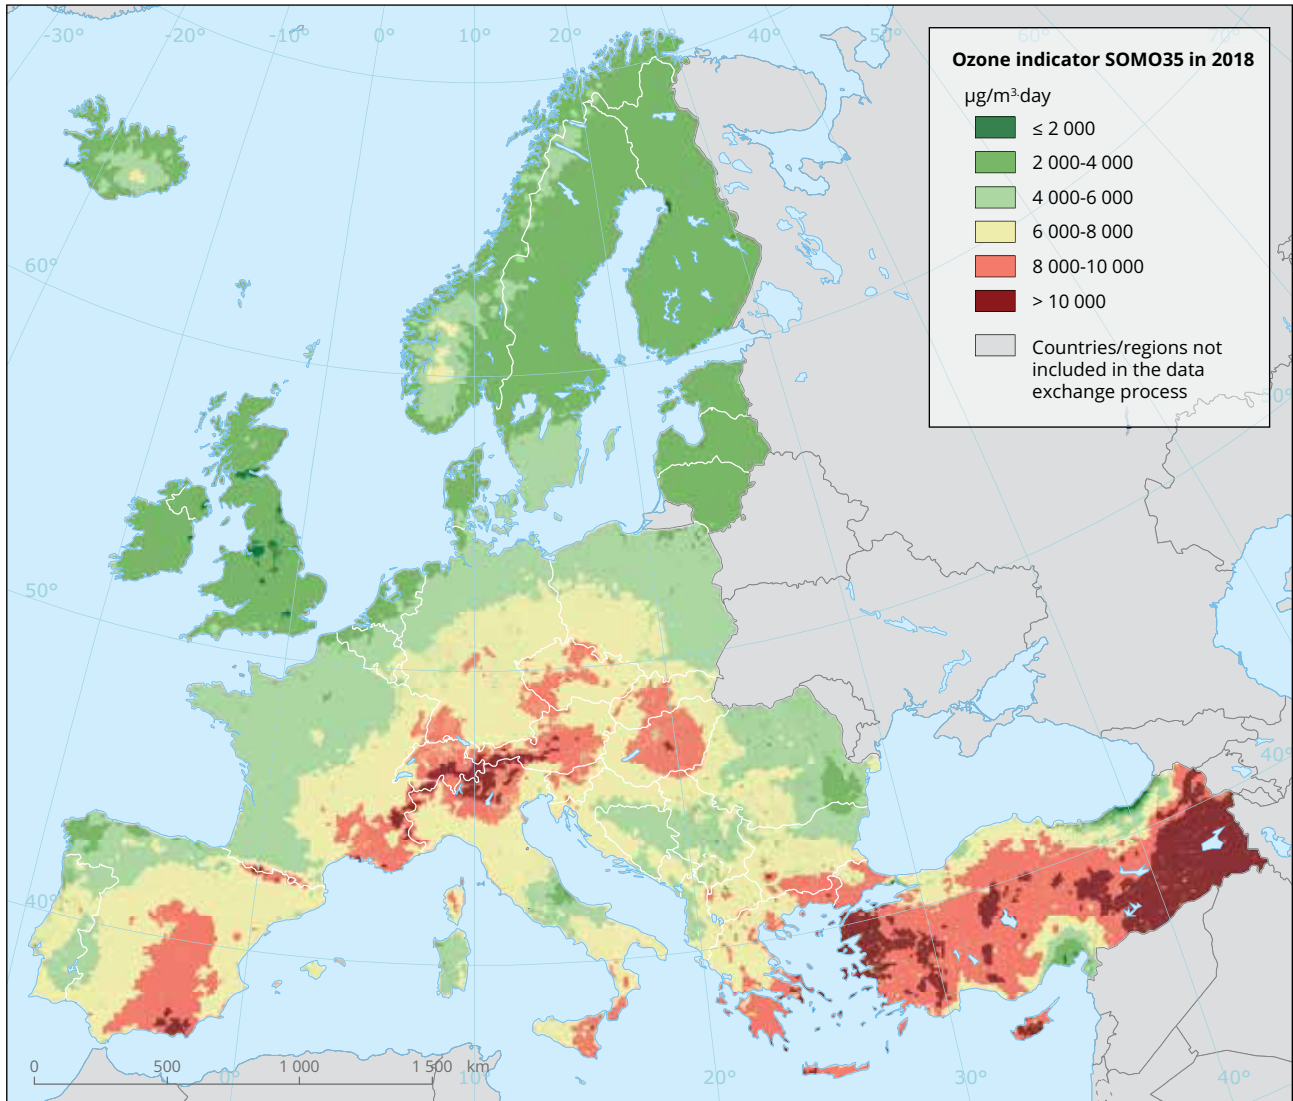 -30°
-20°
-10°
0°
10°
20°
30°
40°
50°
60°
70°
Ozone indicator SOMO35 in 2018
µg/m³·day
≤ 2 000
2 000-4 000
4 000-6 000
6 000-8 000
8 000-10 000
> 10 000
Countries/regions not
included in the data
exchange process
60°
50°
50°
40°
40°
0
500
1 000
1 500
km
0°
10°
20°
30°
40°